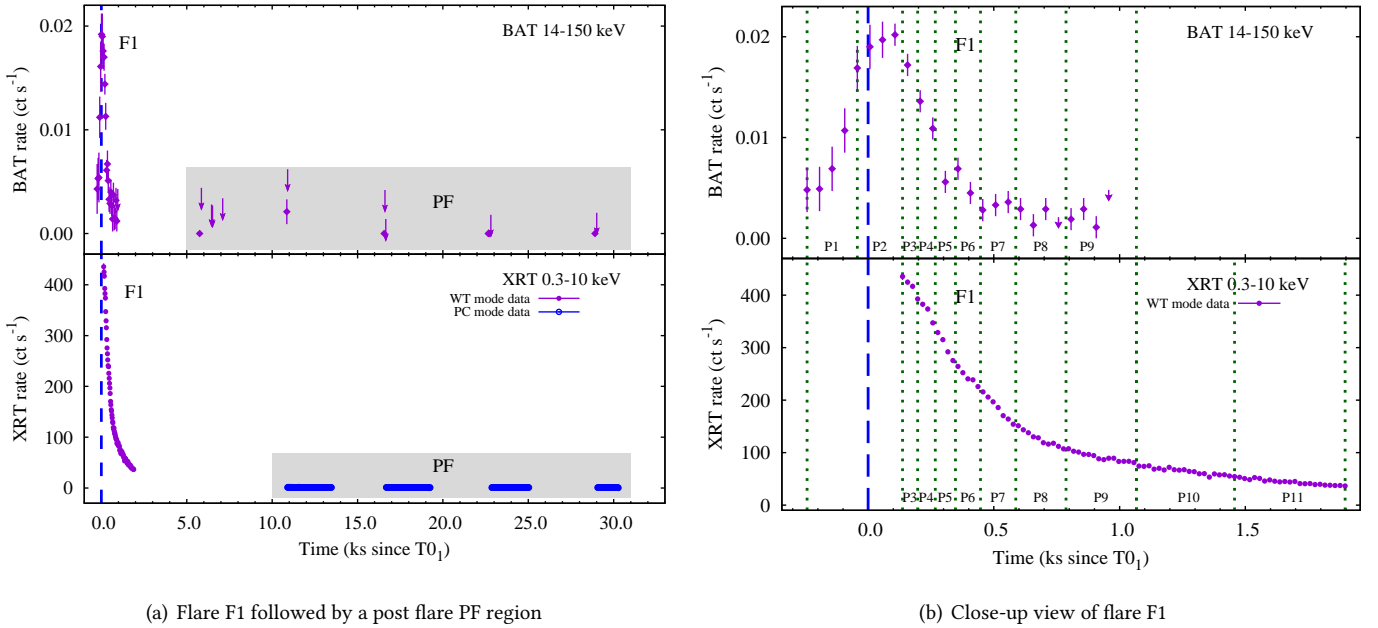 BAT 14-150 keV
F1
PF
BAT rate (ct s⁻¹)
0.02
0.01
0.00
XRT 0.3-10 keV
F1
WT mode data
PC mode data
PF
XRT rate (ct s⁻¹)
400
300
200
100
0
0.0 5.0 10.0 15.0 20.0 25.0 30.0
Time (ks since T0₁)
(a) Flare F1 followed by a post flare PF region
BAT 14-150 keV
F1
BAT rate (ct s⁻¹)
0.02
0.01
0.00
P1 P2 P3 P4 P5 P6 P7 P8 P9
XRT 0.3-10 keV
F1
WT mode data
XRT rate (ct s⁻¹)
400
300
200
100
0
P3 P4 P5 P6 P7 P8 P9 P10 P11
0.0 0.5 1.0 1.5
Time (ks since T0₁)
(b) Close-up view of flare F1